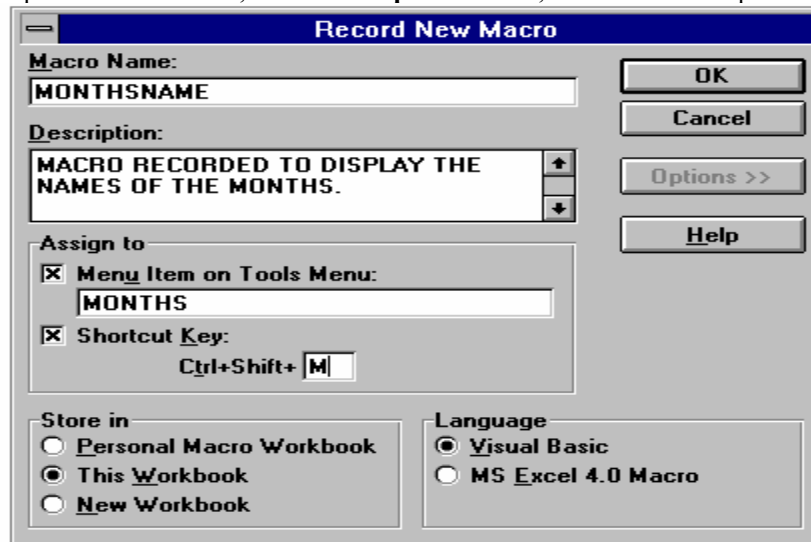 Record New Macro
Macro Name:
MONTHSNAME
OK
Cancel
Description:
MACRO RECORDED TO DISPLAY THE
NAMES OF THE MONTHS.
Options >>
Help
Assign to
Menu Item on Tools Menu:
MONTHS
Shortcut Key:
Ctrl+Shift+ M
Store in
Personal Macro Workbook
This Workbook
New Workbook
Language
Visual Basic
MS Excel 4.0 Macro